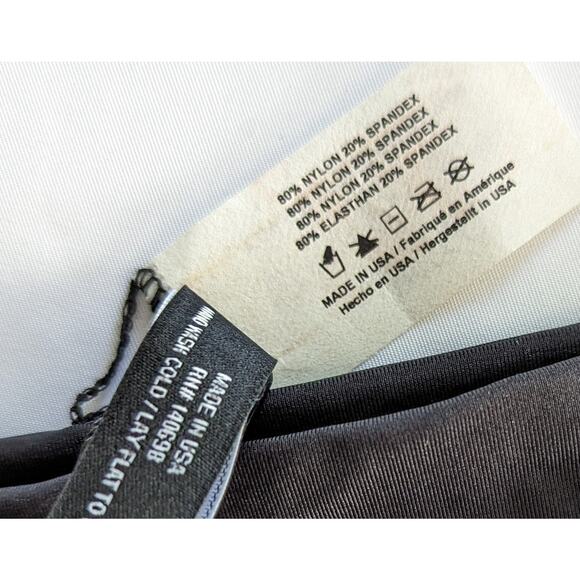 80% NYLON 20% SPANDEX
80% NYLON 20% SPANDEX
80% NYLON 20% SPANDEX
80% ELASTHAN 20% SPANDEX
MADE IN USA / Fabriqué en Amérique
Hecho en USA / Hergestellt in USA
MADE IN USA
RN# 140698
WASH COLD / LAY FLAT TO